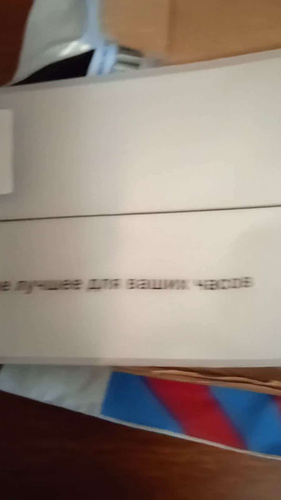 е лучшее для ваших часов